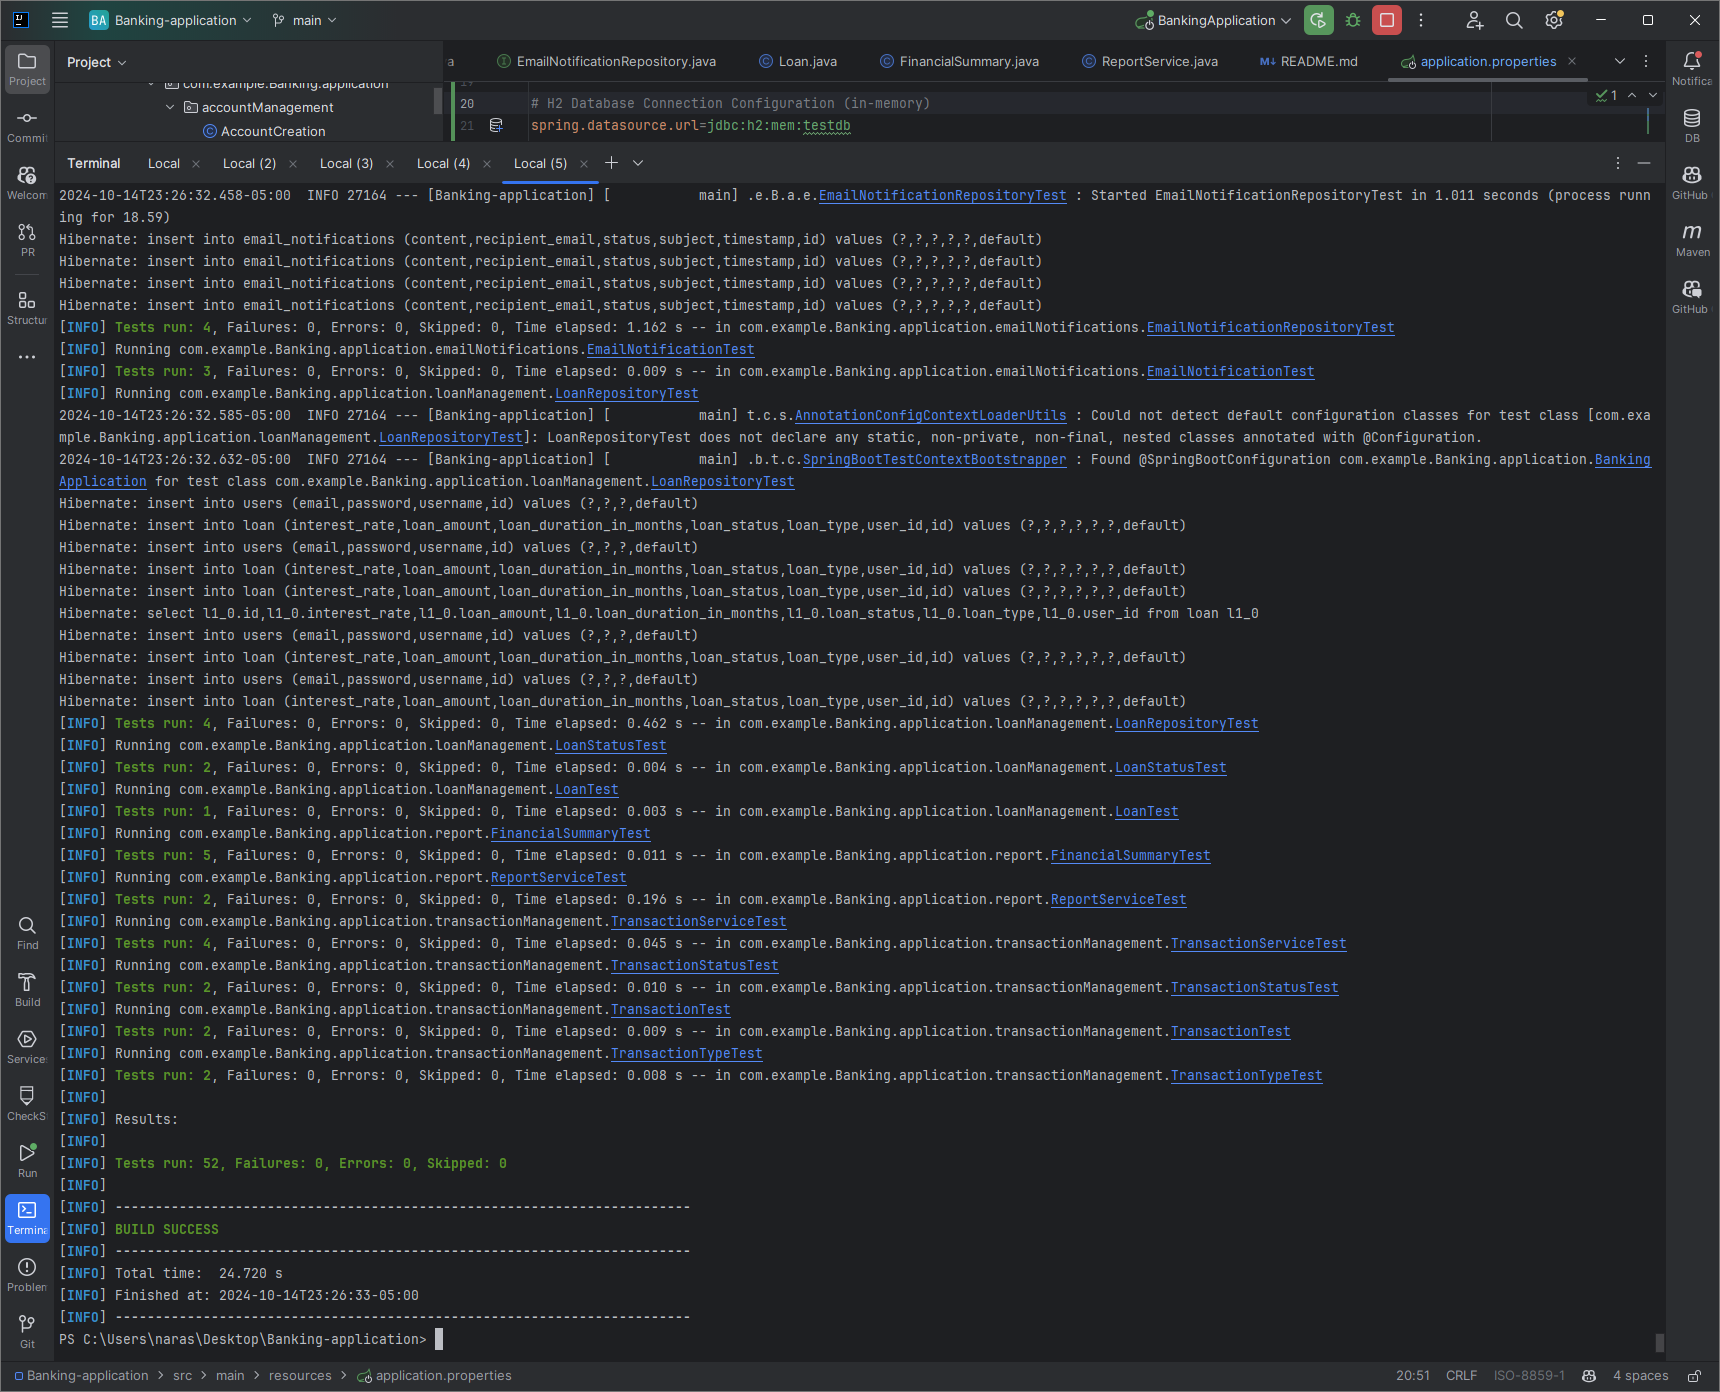 BA Banking-application main BankingApplication
Project
EmailNotificationRepository.java Loan.java FinancialSummary.java ReportService.java README.md application.properties
Project
Notifica
com.example.Banking.application
accountManagement
AccountCreation
20 # H2 Database Connection Configuration (in-memory)
21 spring.datasource.url=jdbc:h2:mem:testdb
1
Commit
DB
Terminal Local Local (2) Local (3) Local (4) Local (5)
Welcom
GitHub
PR
Maven
Structur
GitHub
2024-10-14T23:26:32.458-05:00  INFO 27164 --- [Banking-application] [           main] .e.B.a.e.EmailNotificationRepositoryTest : Started EmailNotificationRepositoryTest in 1.011 seconds (process runn
ing for 18.59)
Hibernate: insert into email_notifications (content,recipient_email,status,subject,timestamp,id) values (?,?,?,?,?,default)
Hibernate: insert into email_notifications (content,recipient_email,status,subject,timestamp,id) values (?,?,?,?,?,default)
Hibernate: insert into email_notifications (content,recipient_email,status,subject,timestamp,id) values (?,?,?,?,?,default)
Hibernate: insert into email_notifications (content,recipient_email,status,subject,timestamp,id) values (?,?,?,?,?,default)
[INFO] Tests run: 4, Failures: 0, Errors: 0, Skipped: 0, Time elapsed: 1.162 s -- in com.example.Banking.application.emailNotifications.EmailNotificationRepositoryTest
[INFO] Running com.example.Banking.application.emailNotifications.EmailNotificationTest
[INFO] Tests run: 3, Failures: 0, Errors: 0, Skipped: 0, Time elapsed: 0.009 s -- in com.example.Banking.application.emailNotifications.EmailNotificationTest
[INFO] Running com.example.Banking.application.loanManagement.LoanRepositoryTest
2024-10-14T23:26:32.585-05:00  INFO 27164 --- [Banking-application] [           main] t.c.s.AnnotationConfigContextLoaderUtils : Could not detect default configuration classes for test class [com.exa
mple.Banking.application.loanManagement.LoanRepositoryTest]: LoanRepositoryTest does not declare any static, non-private, non-final, nested classes annotated with @Configuration.
2024-10-14T23:26:32.632-05:00  INFO 27164 --- [Banking-application] [           main] .b.t.c.SpringBootTestContextBootstrapper : Found @SpringBootConfiguration com.example.Banking.application.Banking
Application for test class com.example.Banking.application.loanManagement.LoanRepositoryTest
Hibernate: insert into users (email,password,username,id) values (?,?,?,default)
Hibernate: insert into loan (interest_rate,loan_amount,loan_duration_in_months,loan_status,loan_type,user_id,id) values (?,?,?,?,?,?,default)
Hibernate: insert into users (email,password,username,id) values (?,?,?,default)
Hibernate: insert into loan (interest_rate,loan_amount,loan_duration_in_months,loan_status,loan_type,user_id,id) values (?,?,?,?,?,?,default)
Hibernate: insert into loan (interest_rate,loan_amount,loan_duration_in_months,loan_status,loan_type,user_id,id) values (?,?,?,?,?,?,default)
Hibernate: select l1_0.id,l1_0.interest_rate,l1_0.loan_amount,l1_0.loan_duration_in_months,l1_0.loan_status,l1_0.loan_type,l1_0.user_id from loan l1_0
Hibernate: insert into users (email,password,username,id) values (?,?,?,default)
Hibernate: insert into loan (interest_rate,loan_amount,loan_duration_in_months,loan_status,loan_type,user_id,id) values (?,?,?,?,?,?,default)
Hibernate: insert into users (email,password,username,id) values (?,?,?,default)
Hibernate: insert into loan (interest_rate,loan_amount,loan_duration_in_months,loan_status,loan_type,user_id,id) values (?,?,?,?,?,?,default)
[INFO] Tests run: 4, Failures: 0, Errors: 0, Skipped: 0, Time elapsed: 0.462 s -- in com.example.Banking.application.loanManagement.LoanRepositoryTest
[INFO] Running com.example.Banking.application.loanManagement.LoanStatusTest
[INFO] Tests run: 2, Failures: 0, Errors: 0, Skipped: 0, Time elapsed: 0.004 s -- in com.example.Banking.application.loanManagement.LoanStatusTest
[INFO] Running com.example.Banking.application.loanManagement.LoanTest
[INFO] Tests run: 1, Failures: 0, Errors: 0, Skipped: 0, Time elapsed: 0.003 s -- in com.example.Banking.application.loanManagement.LoanTest
[INFO] Running com.example.Banking.application.report.FinancialSummaryTest
[INFO] Tests run: 5, Failures: 0, Errors: 0, Skipped: 0, Time elapsed: 0.011 s -- in com.example.Banking.application.report.FinancialSummaryTest
[INFO] Running com.example.Banking.application.report.ReportServiceTest
[INFO] Tests run: 2, Failures: 0, Errors: 0, Skipped: 0, Time elapsed: 0.196 s -- in com.example.Banking.application.report.ReportServiceTest
[INFO] Running com.example.Banking.application.transactionManagement.TransactionServiceTest
[INFO] Tests run: 4, Failures: 0, Errors: 0, Skipped: 0, Time elapsed: 0.045 s -- in com.example.Banking.application.transactionManagement.TransactionServiceTest
[INFO] Running com.example.Banking.application.transactionManagement.TransactionStatusTest
[INFO] Tests run: 2, Failures: 0, Errors: 0, Skipped: 0, Time elapsed: 0.010 s -- in com.example.Banking.application.transactionManagement.TransactionStatusTest
[INFO] Running com.example.Banking.application.transactionManagement.TransactionTest
[INFO] Tests run: 2, Failures: 0, Errors: 0, Skipped: 0, Time elapsed: 0.009 s -- in com.example.Banking.application.transactionManagement.TransactionTest
[INFO] Running com.example.Banking.application.transactionManagement.TransactionTypeTest
[INFO] Tests run: 2, Failures: 0, Errors: 0, Skipped: 0, Time elapsed: 0.008 s -- in com.example.Banking.application.transactionManagement.TransactionTypeTest
[INFO]
[INFO] Results:
[INFO]
[INFO] Tests run: 52, Failures: 0, Errors: 0, Skipped: 0
[INFO]
[INFO] ------------------------------------------------------------------------
[INFO] BUILD SUCCESS
[INFO] ------------------------------------------------------------------------
[INFO] Total time:  24.720 s
[INFO] Finished at: 2024-10-14T23:26:33-05:00
[INFO] ------------------------------------------------------------------------
PS C:\Users\naras\Desktop\Banking-application>
Find
Build
Service
CheckS
Run
Termina
Problen
Git
Banking-application > src > main > resources > application.properties 20:51 CRLF ISO-8859-1 4 spaces